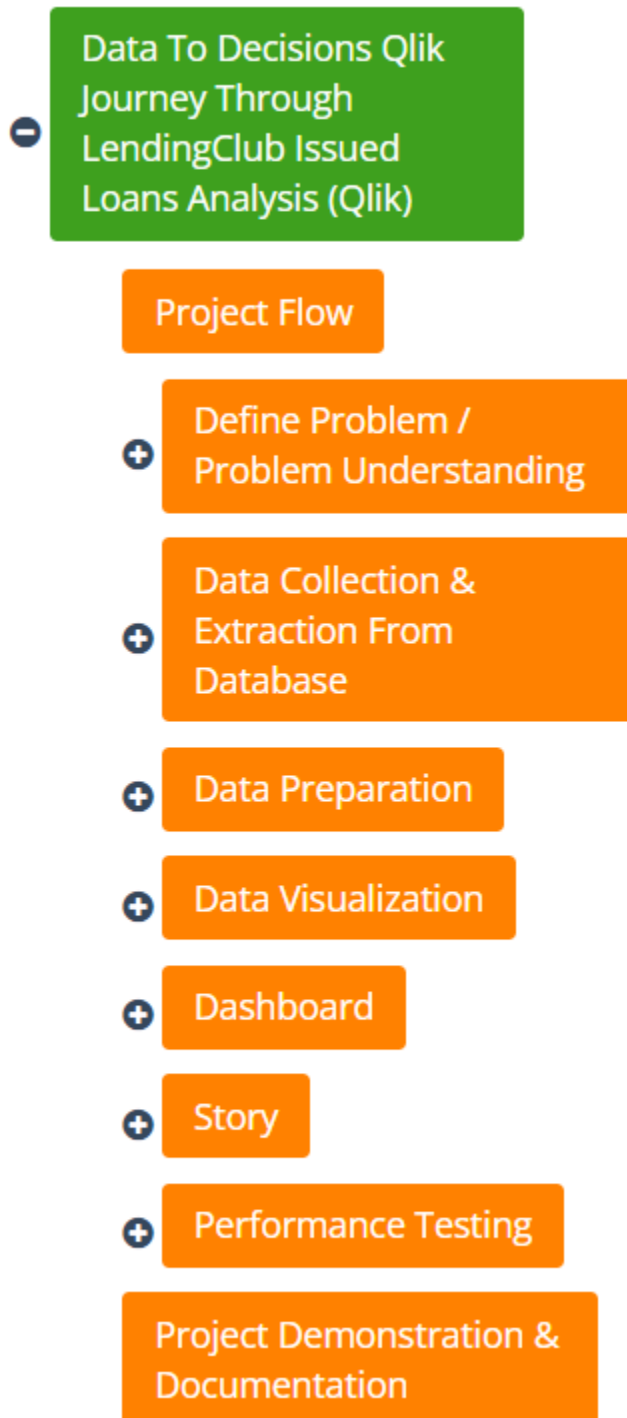 Data To Decisions Qlik
Journey Through
LendingClub Issued
Loans Analysis (Qlik)
Project Flow
Define Problem /
Problem Understanding
Data Collection &
Extraction From
Database
Data Preparation
Data Visualization
Dashboard
Story
Performance Testing
Project Demonstration &
Documentation